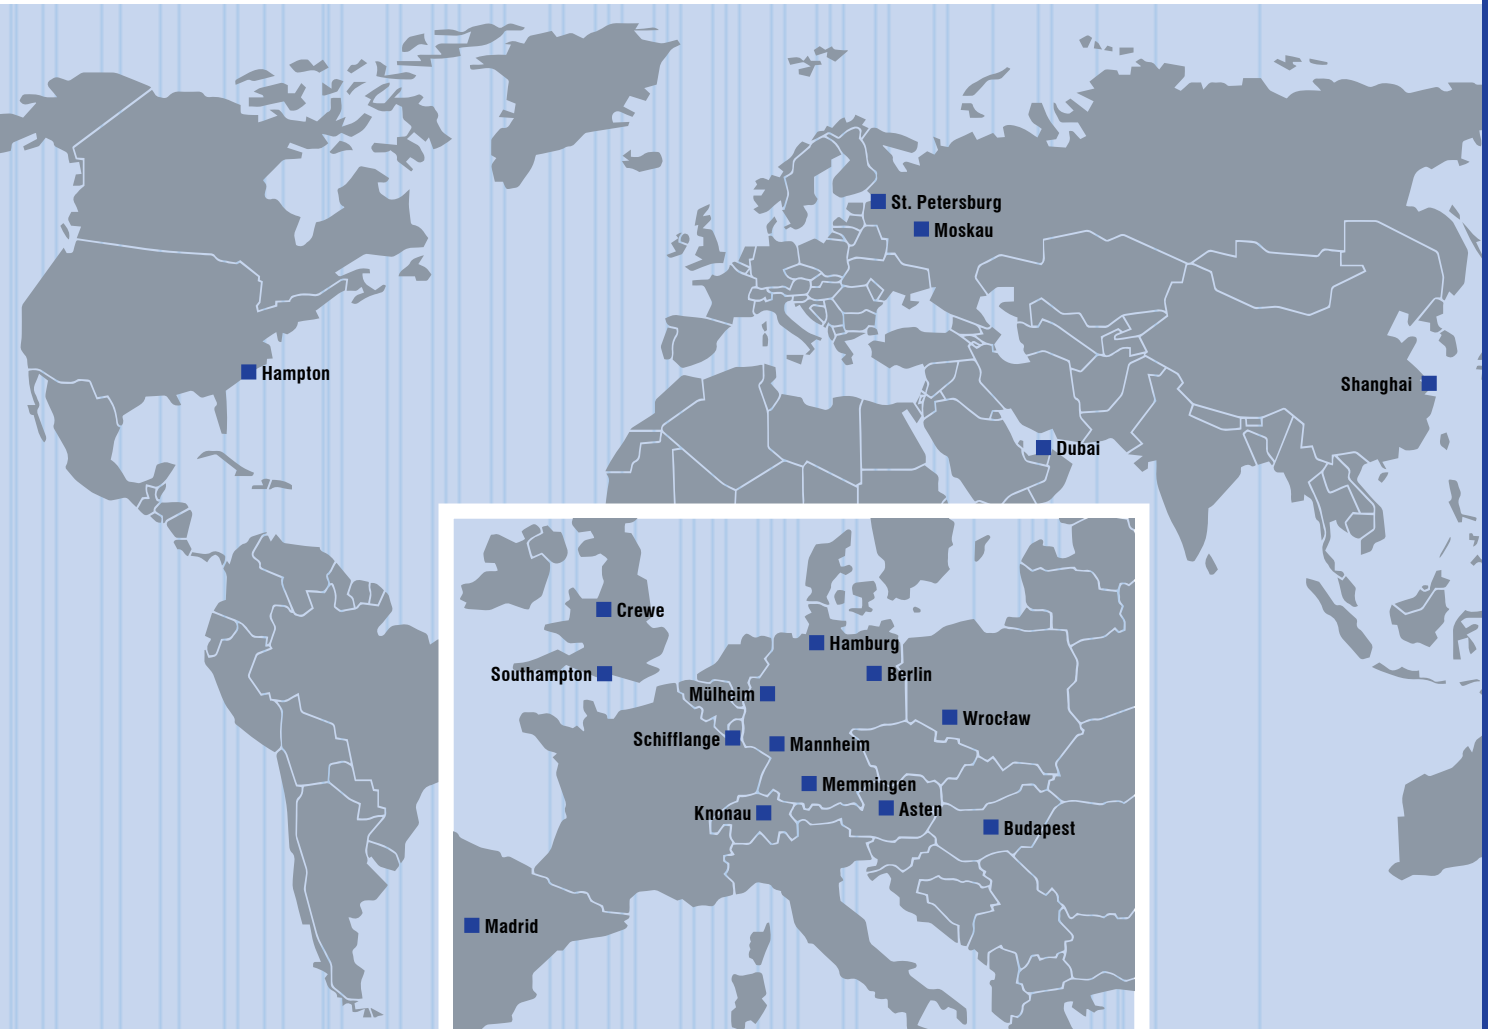 St. Petersburg
Moskau
Hampton
Shanghai
Dubai
Crewe
Hamburg
Southampton
Berlin
Mülheim
Wrocław
Schifflange
Mannheim
Memmingen
Knonau
Asten
Budapest
Madrid